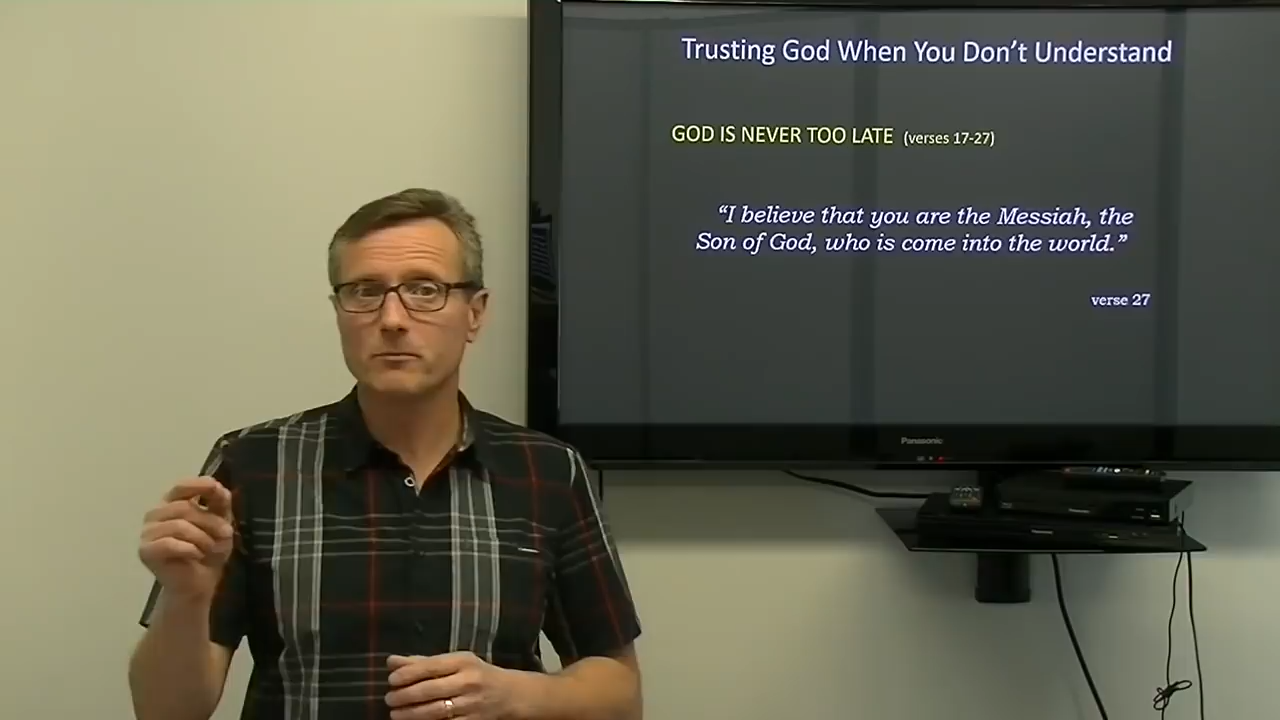 Trusting God When You Don’t Understand
GOD IS NEVER TOO LATE (verses 17-27)
“I believe that you are the Messiah, the
Son of God, who is come into the world.”
verse 27
Panasonic